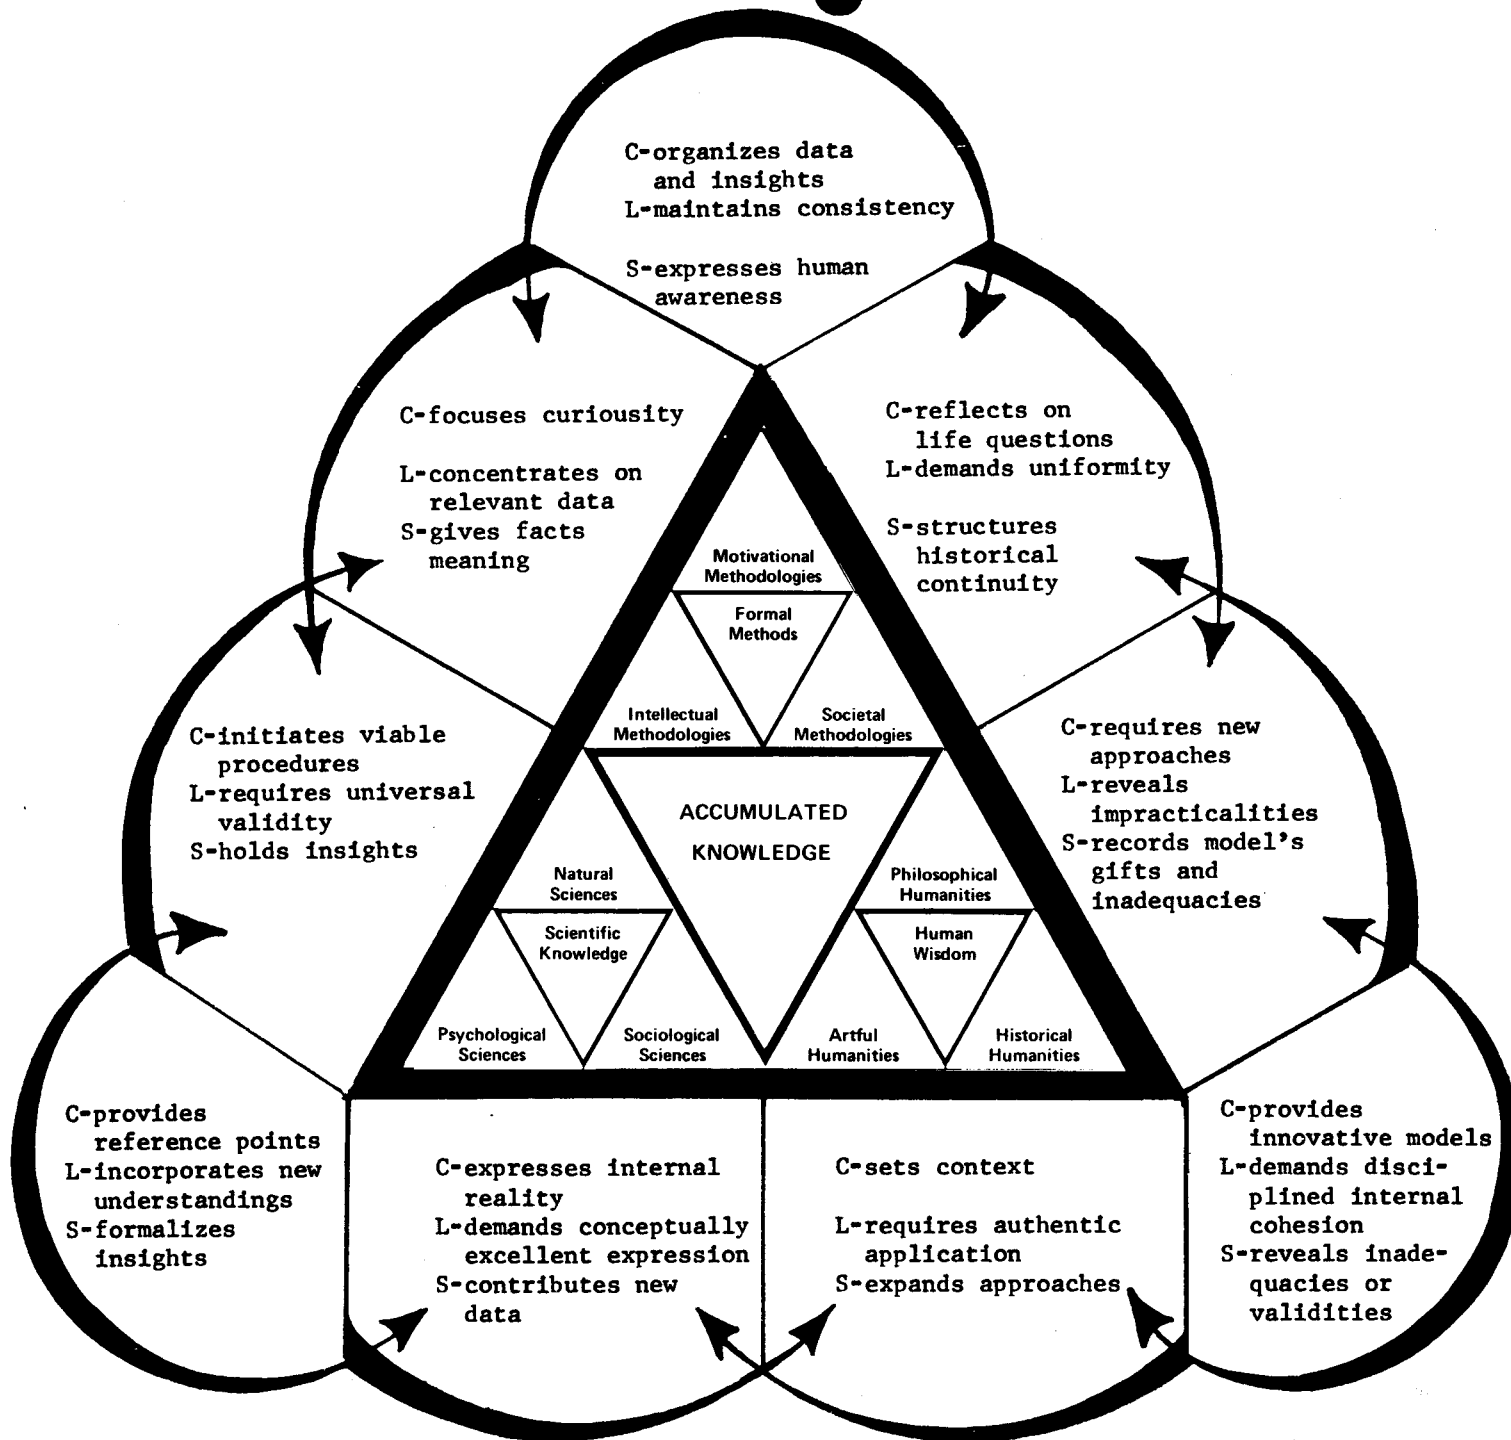 C-organizes data
and insights
L-maintains consistency
S-expresses human
awareness
C-focuses curiousity
L-concentrates on
relevant data
S-gives facts
meaning
C-reflects on
life questions
L-demands uniformity
S-structures
historical
continuity
Motivational
Methodologies
Formal
Methods
Intellectual
Methodologies
Societal
Methodologies
C-initiates viable
procedures
L-requires universal
validity
S-holds insights
C-requires new
approaches
L-reveals
impracticalities
S-records model's
gifts and
inadequacies
ACCUMULATED
KNOWLEDGE
Natural
Sciences
Scientific
Knowledge
Psychological
Sciences
Sociological
Sciences
Philosophical
Humanities
Human
Wisdom
Artful
Humanities
Historical
Humanities
C-provides
reference points
L-incorporates new
understandings
S-formalizes
insights
C-expresses internal
reality
L-demands conceptually
excellent expression
S-contributes new
data
C-sets context
L-requires authentic
application
S-expands approaches
C-provides
innovative models
L-demands disci-
plined internal
cohesion
S-reveals inade-
quacies or
validities